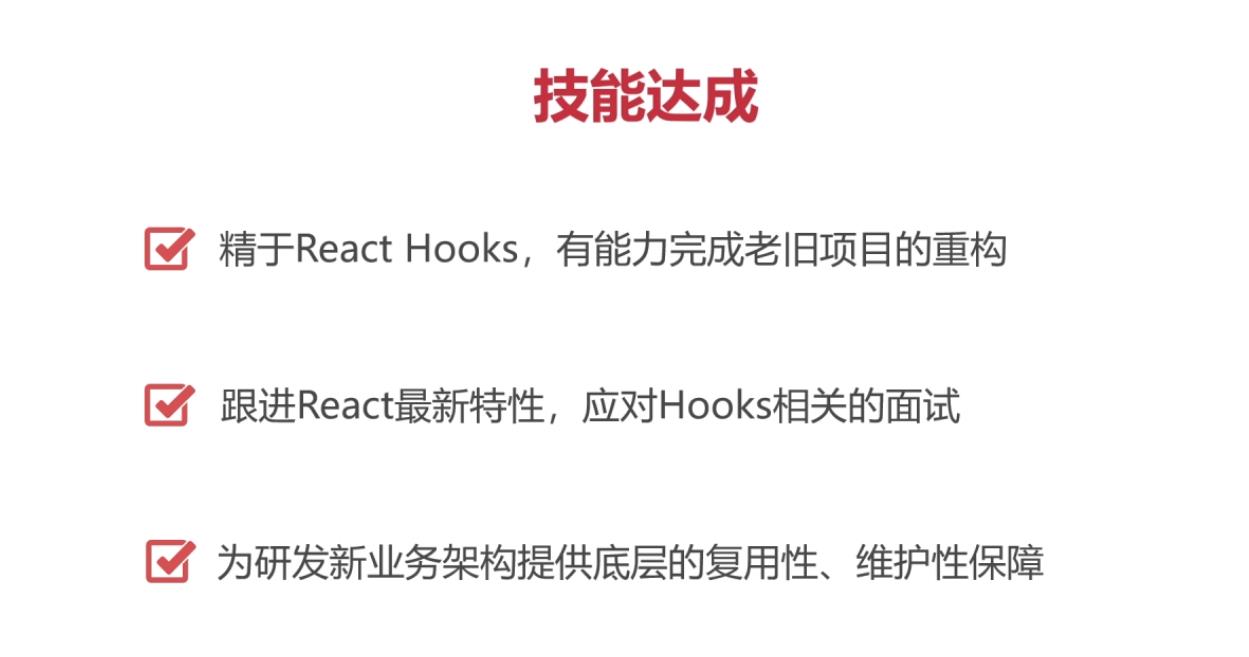 技能达成
精于React Hooks，有能力完成老旧项目的重构
跟进React最新特性，应对Hooks相关的面试
为研发新业务架构提供底层的复用性、维护性保障